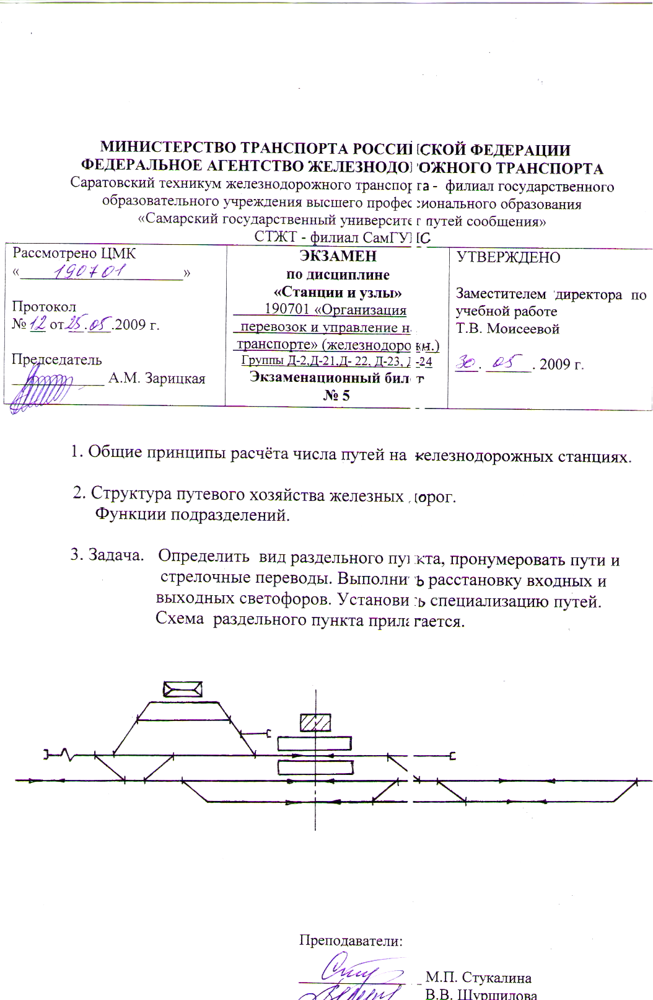 МИНИСТЕРСТВО ТРАНСПОРТА РОССИЙСКОЙ ФЕДЕРАЦИИ
ФЕДЕРАЛЬНОЕ АГЕНТСТВО ЖЕЛЕЗНОДОРОЖНОГО ТРАНСПОРТА
Саратовский техникум железнодорожного транспорта - филиал государственного
образовательного учреждения высшего профессионального образования
«Самарский государственный университет путей сообщения»
СТЖТ - филиал СамГУПС
Рассмотрено ЦМК
« 190701 »
Протокол
№ 12 от 25.05.2009 г.
Председатель
А.М. Зарицкая
ЭКЗАМЕН
по дисциплине
«Станции и узлы»
190701 «Организация
перевозок и управление на
транспорте» (железнодорожн.)
Группы Д-2,Д-21,Д- 22, Д-23, Д-24
Экзаменационный билет
№ 5
УТВЕРЖДЕНО
Заместителем директора по
учебной работе
Т.В. Моисеевой
30. 05. 2009 г.
1. Общие принципы расчёта числа путей на железнодорожных станциях.
2. Структура путевого хозяйства железных дорог.
Функции подразделений.
3. Задача. Определить вид раздельного пункта, пронумеровать пути и
стрелочные переводы. Выполнить расстановку входных и
выходных светофоров. Установить специализацию путей.
Схема раздельного пункта прилагается.
Преподаватели:
М.П. Стукалина
В.В. Шуршилова